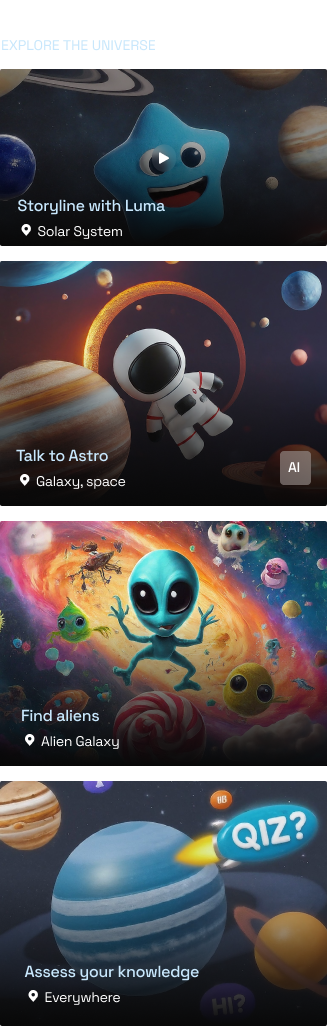 EXPLORE THE UNIVERSE
Storyline with Luma
Solar System
Talk to Astro
Galaxy, space
AI
Find aliens
Alien Galaxy
QIZ?
Assess your knowledge
Everywhere
HI?